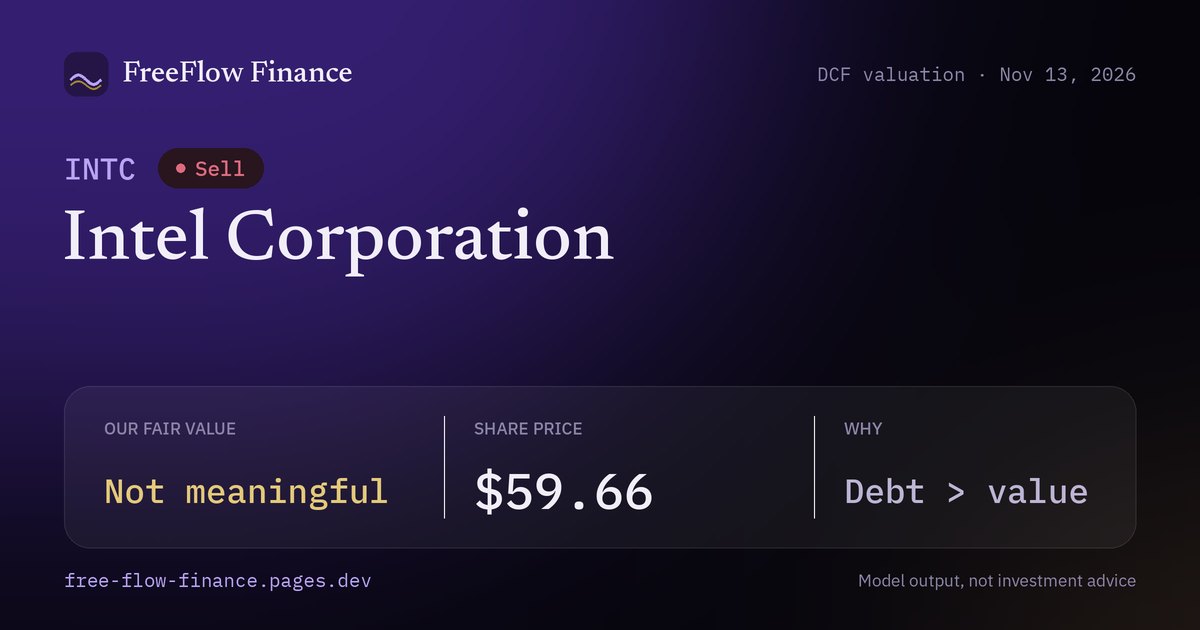 FreeFlow Finance
DCF valuation · Nov 13, 2026
INTC
Sell
Intel Corporation
OUR FAIR VALUE
Not meaningful
SHARE PRICE
$59.66
WHY
Debt > value
free-flow-finance.pages.dev
Model output, not investment advice